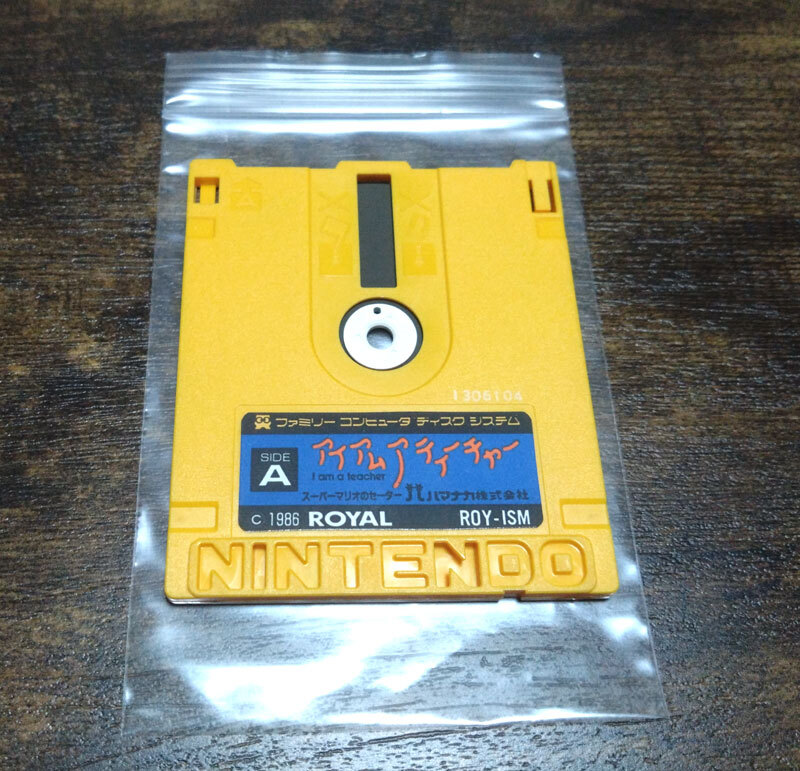 1306104
ファミリー コンピュータ ディスク システム
SIDE
A
アイアム ア ティーチャー
I am a teacher
スーパーマリオのセーター ハマナカ株式会社
C 1986 ROYAL ROY-ISM
NINTENDO